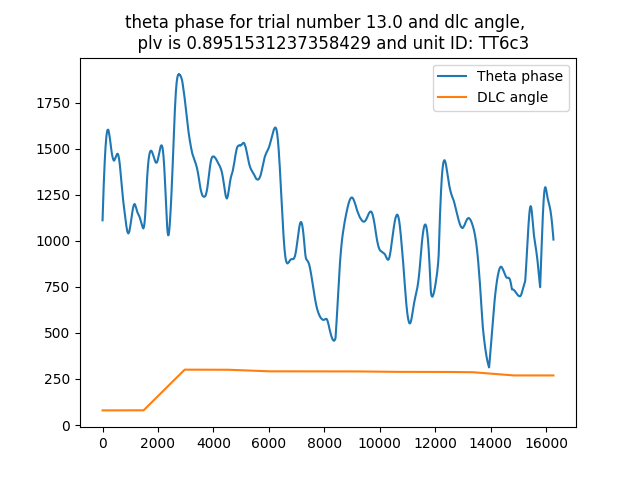 theta phase for trial number 13.0 and dlc angle,
plv is 0.8951531237358429 and unit ID: TT6c3
Theta phase
DLC angle
1750
1500
1250
1000
750
500
250
0
0 2000 4000 6000 8000 10000 12000 14000 16000